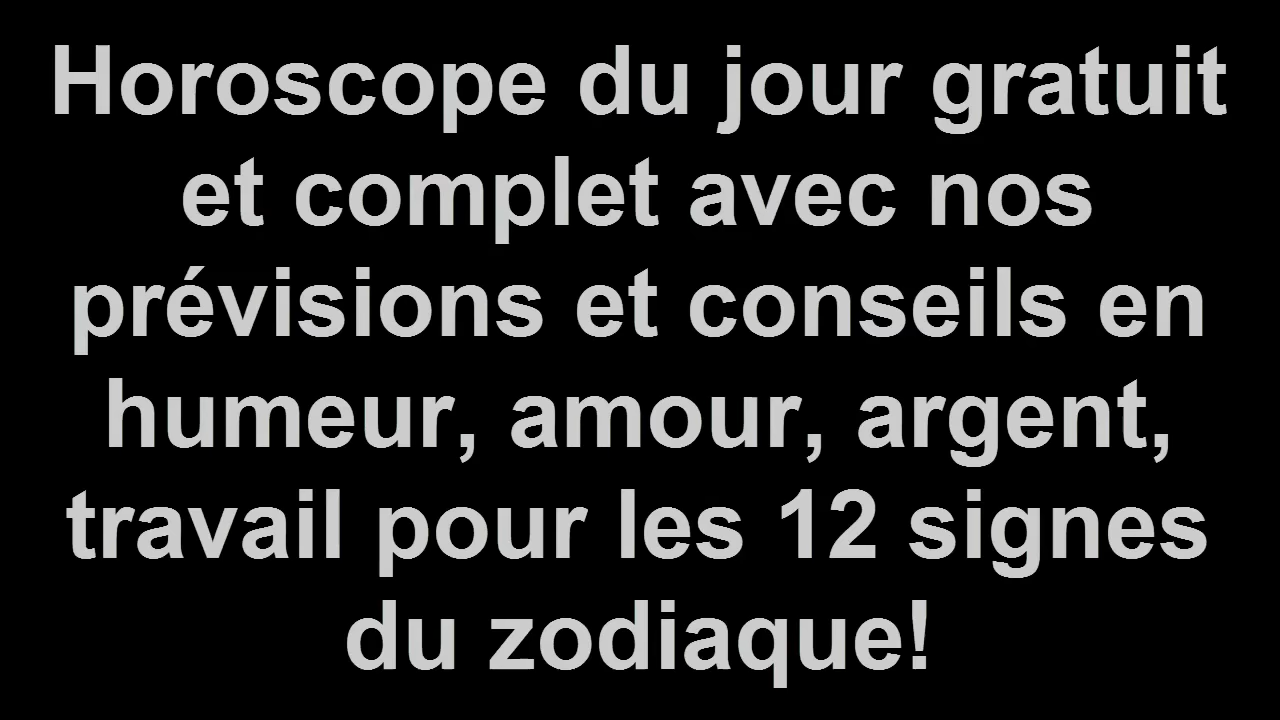 Horoscope du jour gratuit
et complet avec nos
prévisions et conseils en
humeur, amour, argent,
travail pour les 12 signes
du zodiaque!